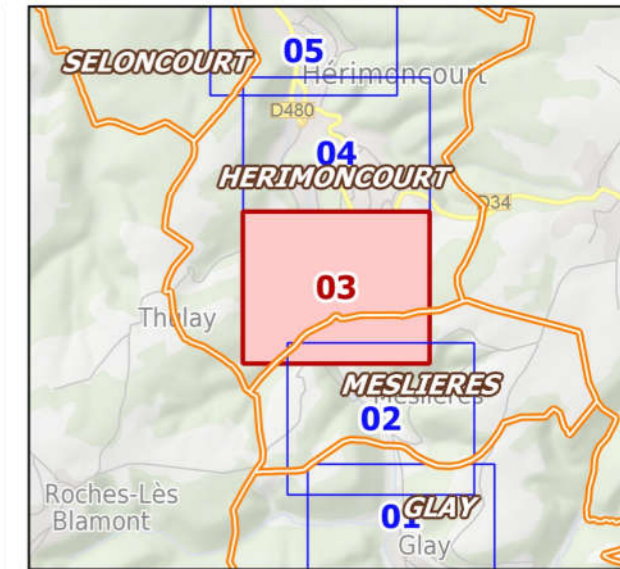 05
SELONCOURT
Hérimoncourt
D480
04
HERIMONCOURT
D34
03
Thulay
MESLIERES
Meslières
02
Roches-Lès
Blamont
01
GLAY
Glay